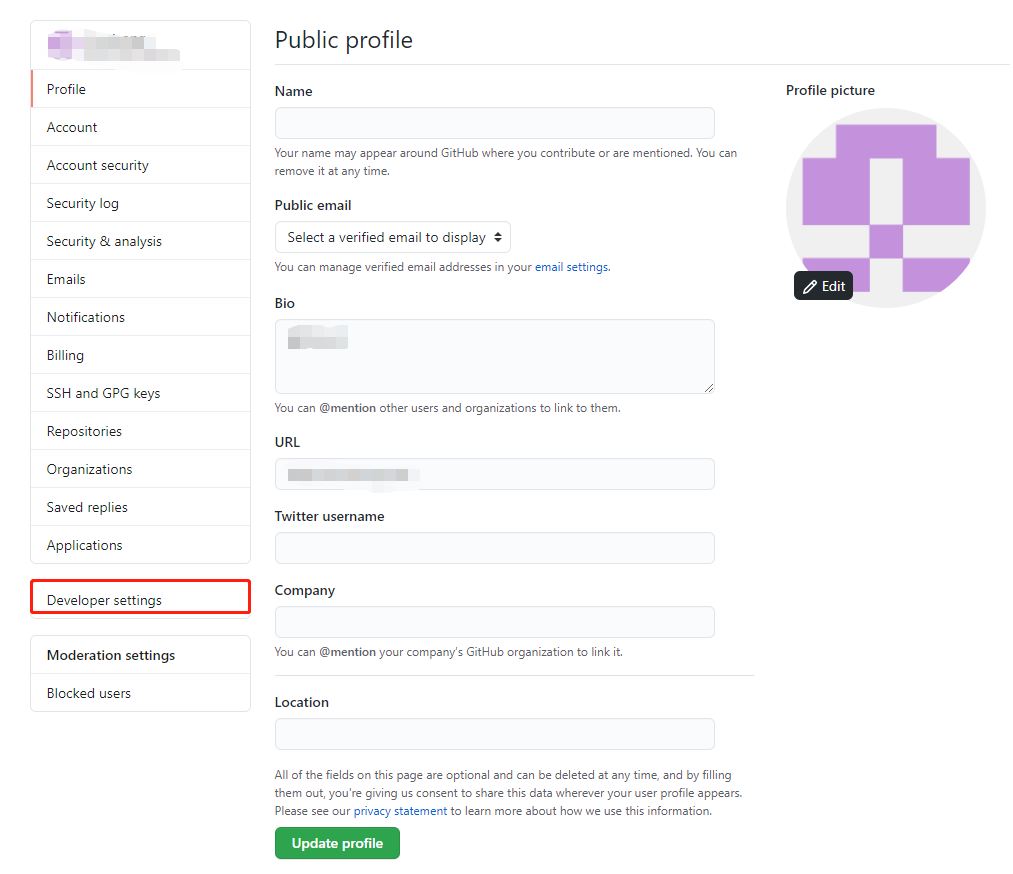 Profile
Account
Account security
Security log
Security & analysis
Emails
Notifications
Billing
SSH and GPG keys
Repositories
Organizations
Saved replies
Applications
Developer settings
Moderation settings
Blocked users
Public profile
Name
Your name may appear around GitHub where you contribute or are mentioned. You can
remove it at any time.
Public email
Select a verified email to display
You can manage verified email addresses in your email settings.
Bio
You can @mention other users and organizations to link to them.
URL
Twitter username
Company
You can @mention your company's GitHub organization to link it.
Location
All of the fields on this page are optional and can be deleted at any time, and by filling
them out, you're giving us consent to share this data wherever your user profile appears.
Please see our privacy statement to learn more about how we use this information.
Update profile
Profile picture
Edit